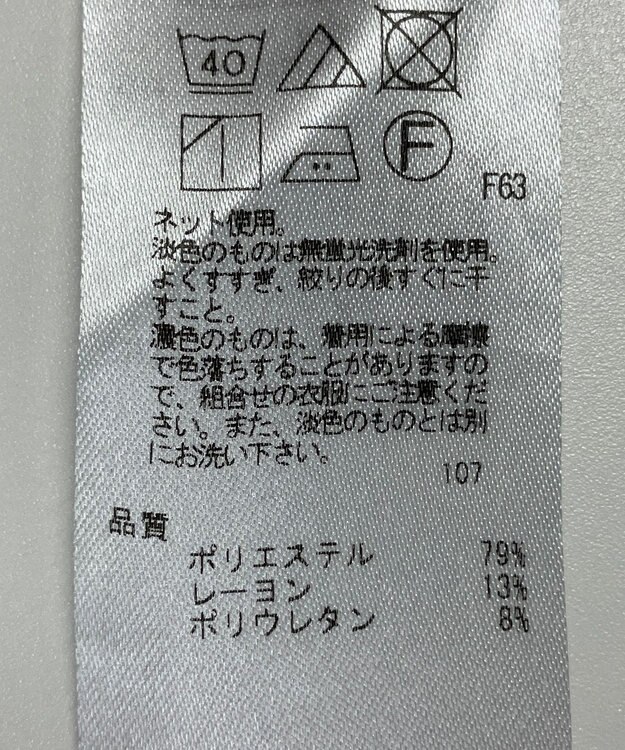 40
F
F63
ネット使用。
淡色のものは無蛍光洗剤を使用。
よくすすぎ、絞りの後すぐに干
すこと。
濃色のものは、着用による摩擦
で色落ちすることがありますの
で、組合せの衣服にご注意くだ
さい。また、淡色のものとは別
にお洗い下さい。
107
品質
ポリエステル 79%
レーヨン 13%
ポリウレタン 8%